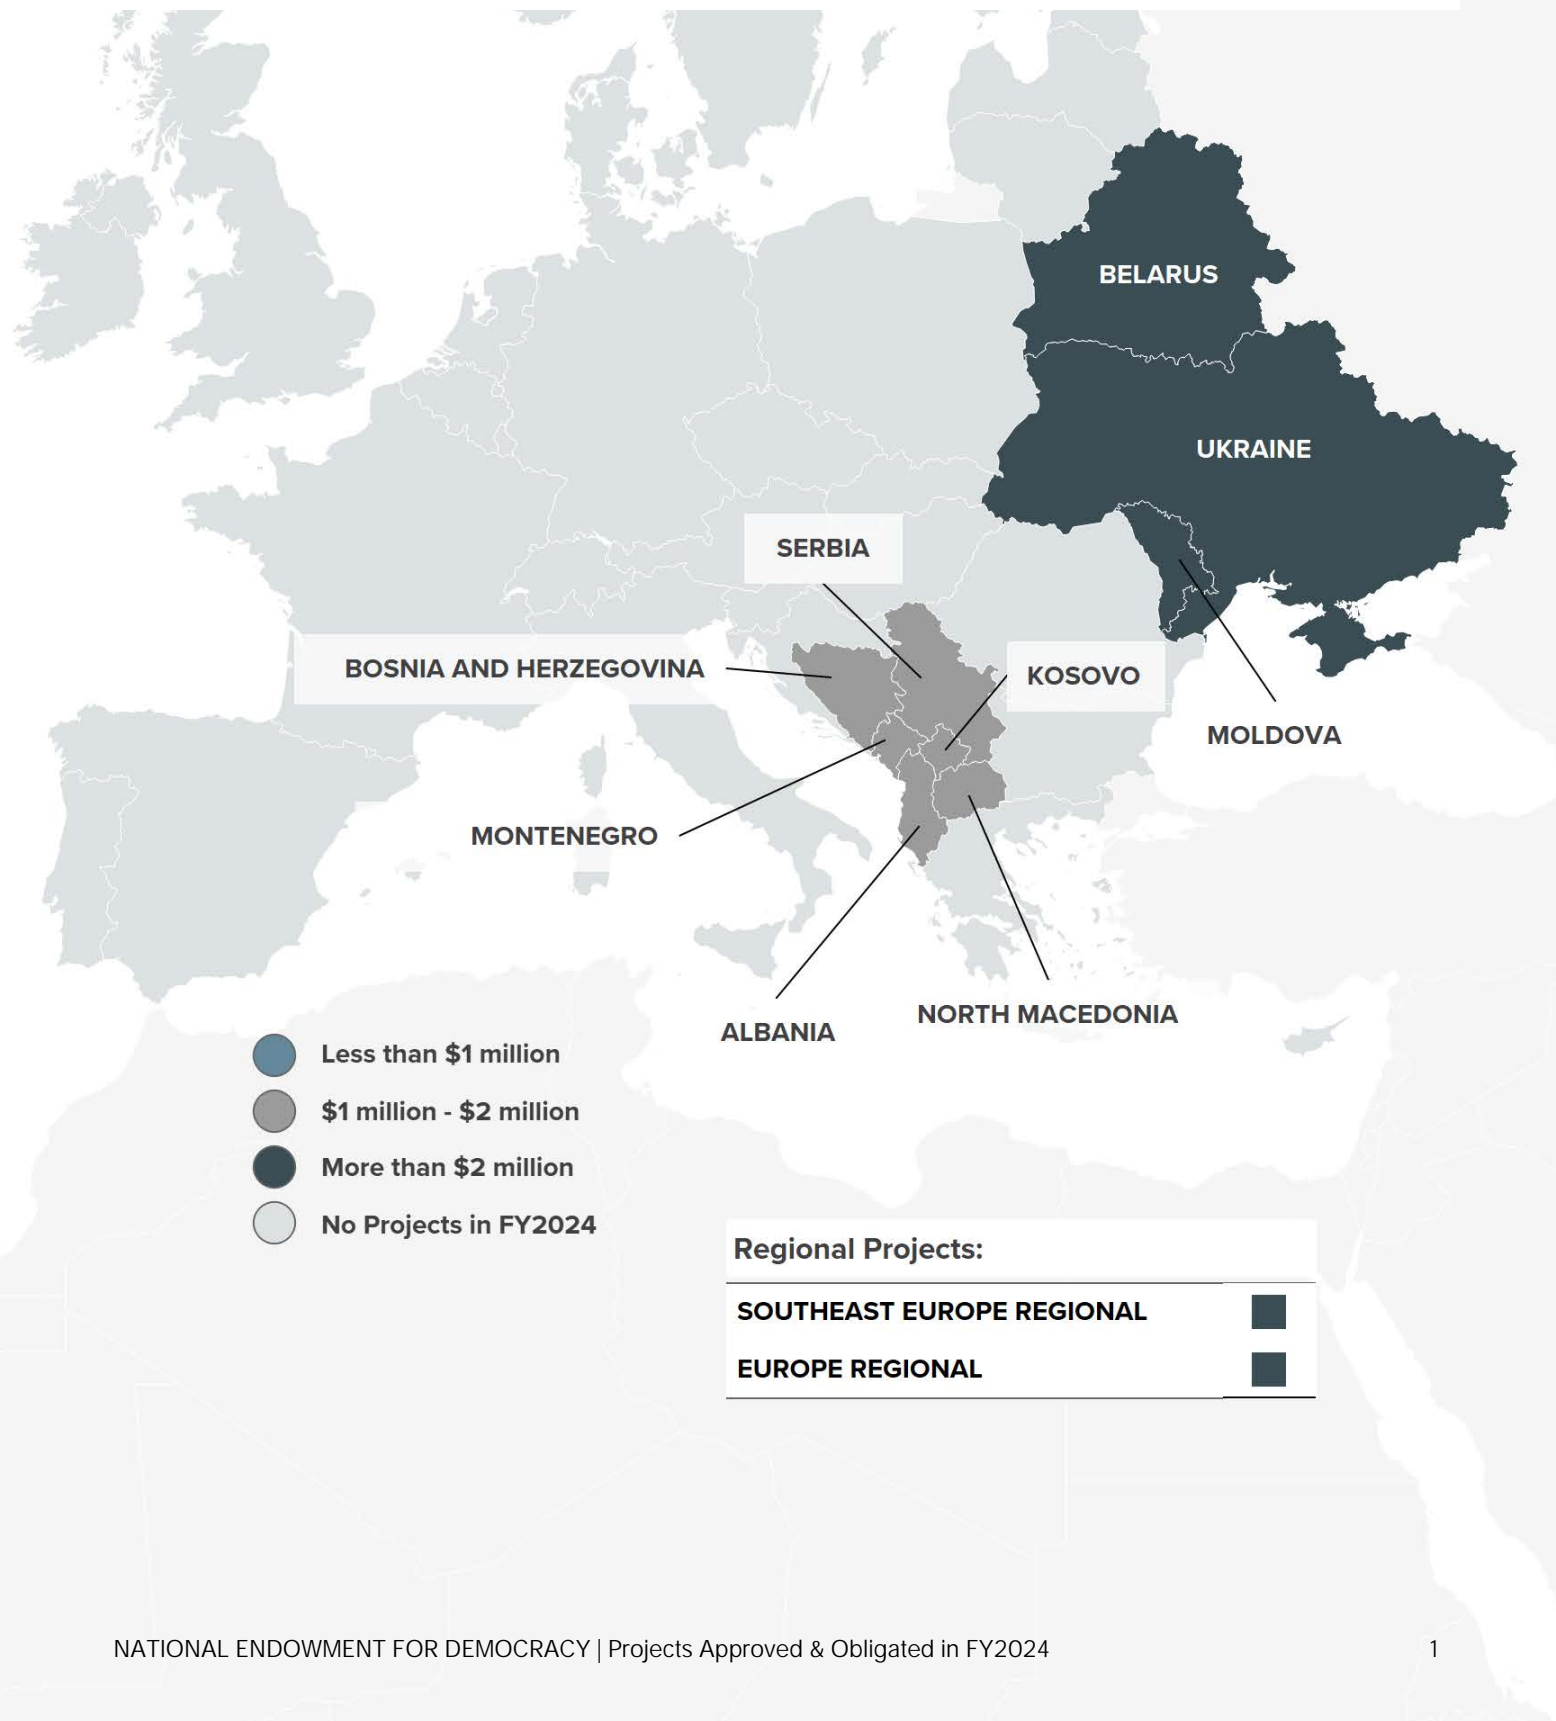 BELARUS
UKRAINE
SERBIA
BOSNIA AND HERZEGOVINA
KOSOVO
MOLDOVA
MONTENEGRO
NORTH MACEDONIA
ALBANIA
Less than $1 million
$1 million - $2 million
More than $2 million
No Projects in FY2024
Regional Projects:
SOUTHEAST EUROPE REGIONAL
EUROPE REGIONAL
NATIONAL ENDOWMENT FOR DEMOCRACY | Projects Approved & Obligated in FY2024 1